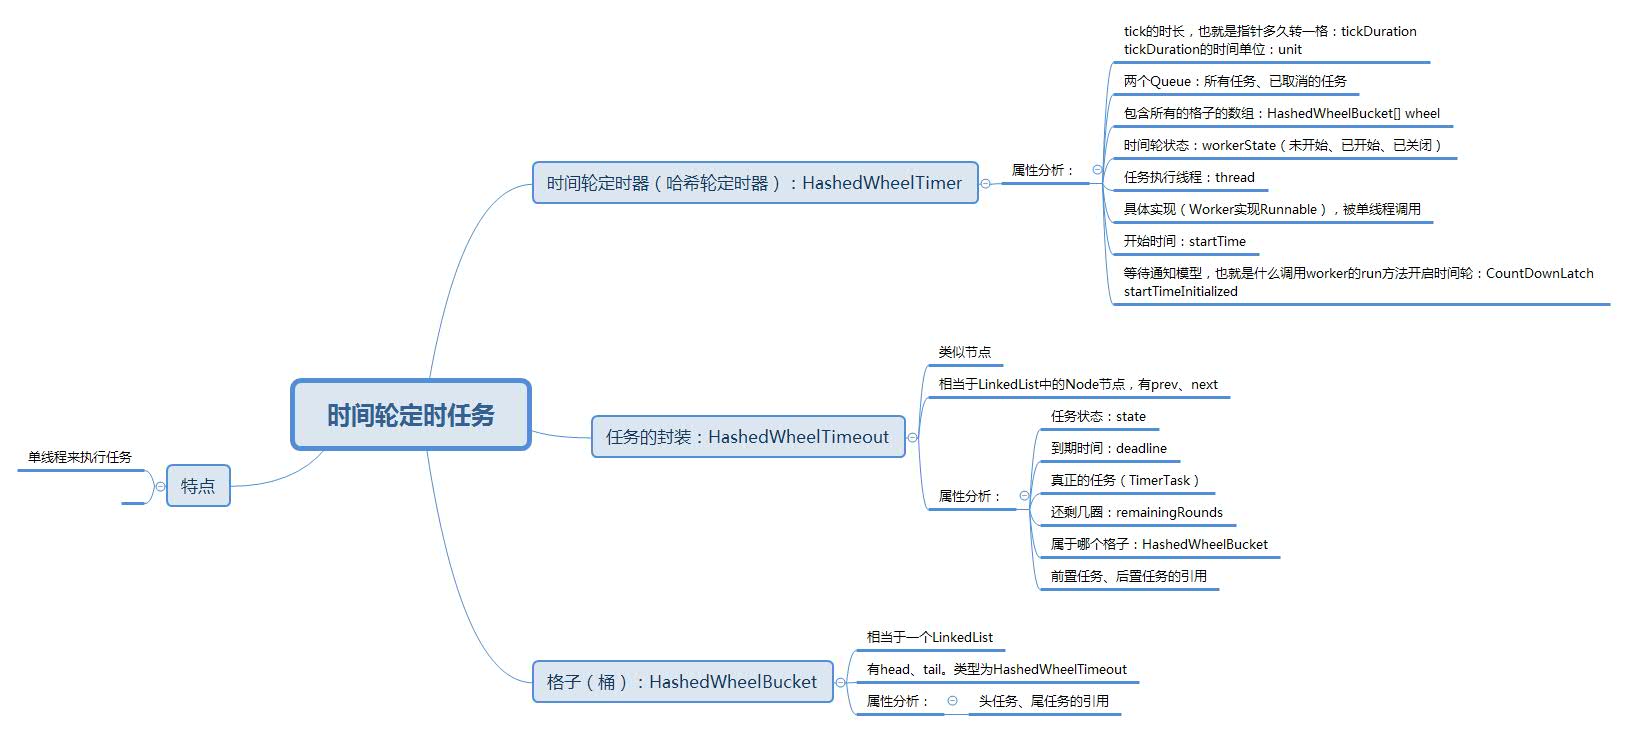 时间轮定时任务
时间轮定时器（哈希轮定时器）：HashedWheelTimer
属性分析：
tick的时长，也就是指针多久转一格：tickDuration
tickDuration的时间单位：unit
两个Queue：所有任务、已取消的任务
包含所有的格子的数组：HashedWheelBucket[] wheel
时间轮状态：workerState（未开始、已开始、已关闭）
任务执行线程：thread
具体实现（Worker实现Runnable），被单线程调用
开始时间：startTime
等待通知模型，也就是什么调用worker的run方法开启时间轮：CountDownLatch
startTimeInitialized
任务的封装：HashedWheelTimeout
类似节点
相当于LinkedList中的Node节点，有prev、next
属性分析：
任务状态：state
到期时间：deadline
真正的任务（TimerTask）
还剩几圈：remainingRounds
属于哪个格子：HashedWheelBucket
前置任务、后置任务的引用
格子（桶）：HashedWheelBucket
相当于一个LinkedList
有head、tail。类型为HashedWheelTimeout
属性分析：
头任务、尾任务的引用
特点
单线程来执行任务